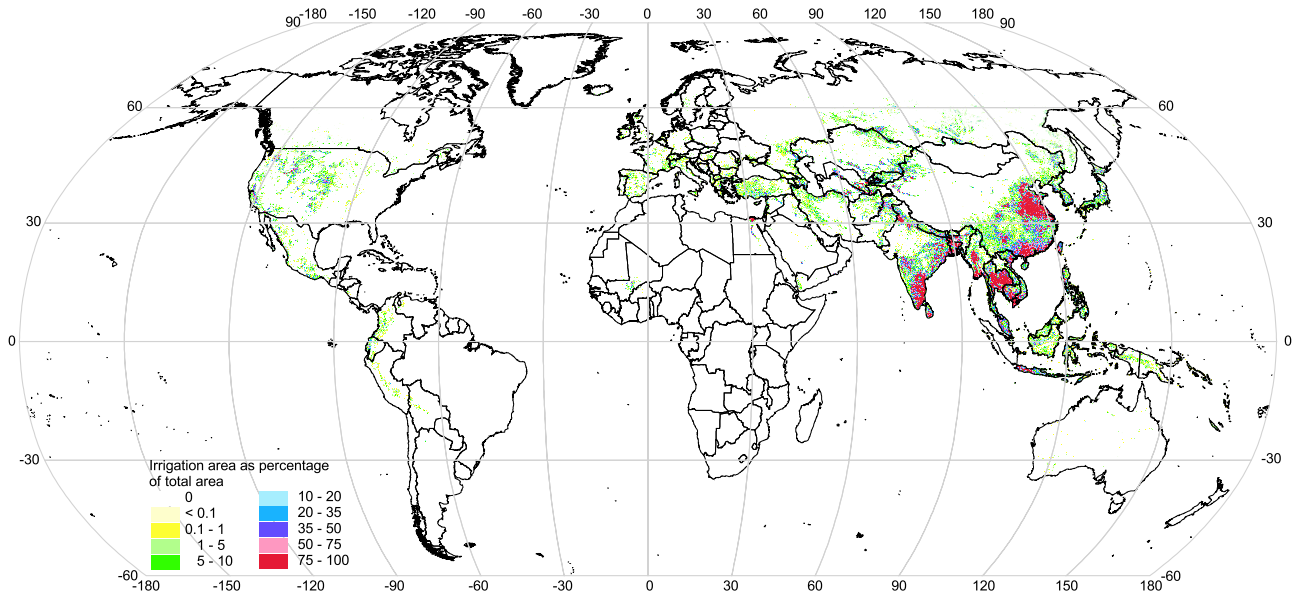 90 -180 -150 -120 -90 -60 -30 0 30 60 90 120 150 180 90
60 60
30 30
0 0
-30 -30
Irrigation area as percentage
of total area
0 10 - 20
< 0.1 20 - 35
0.1 - 1 35 - 50
1 - 5 50 - 75
5 - 10 75 - 100
-60 -60
-180 -150 -120 -90 -60 -30 0 30 60 90 120 150 180